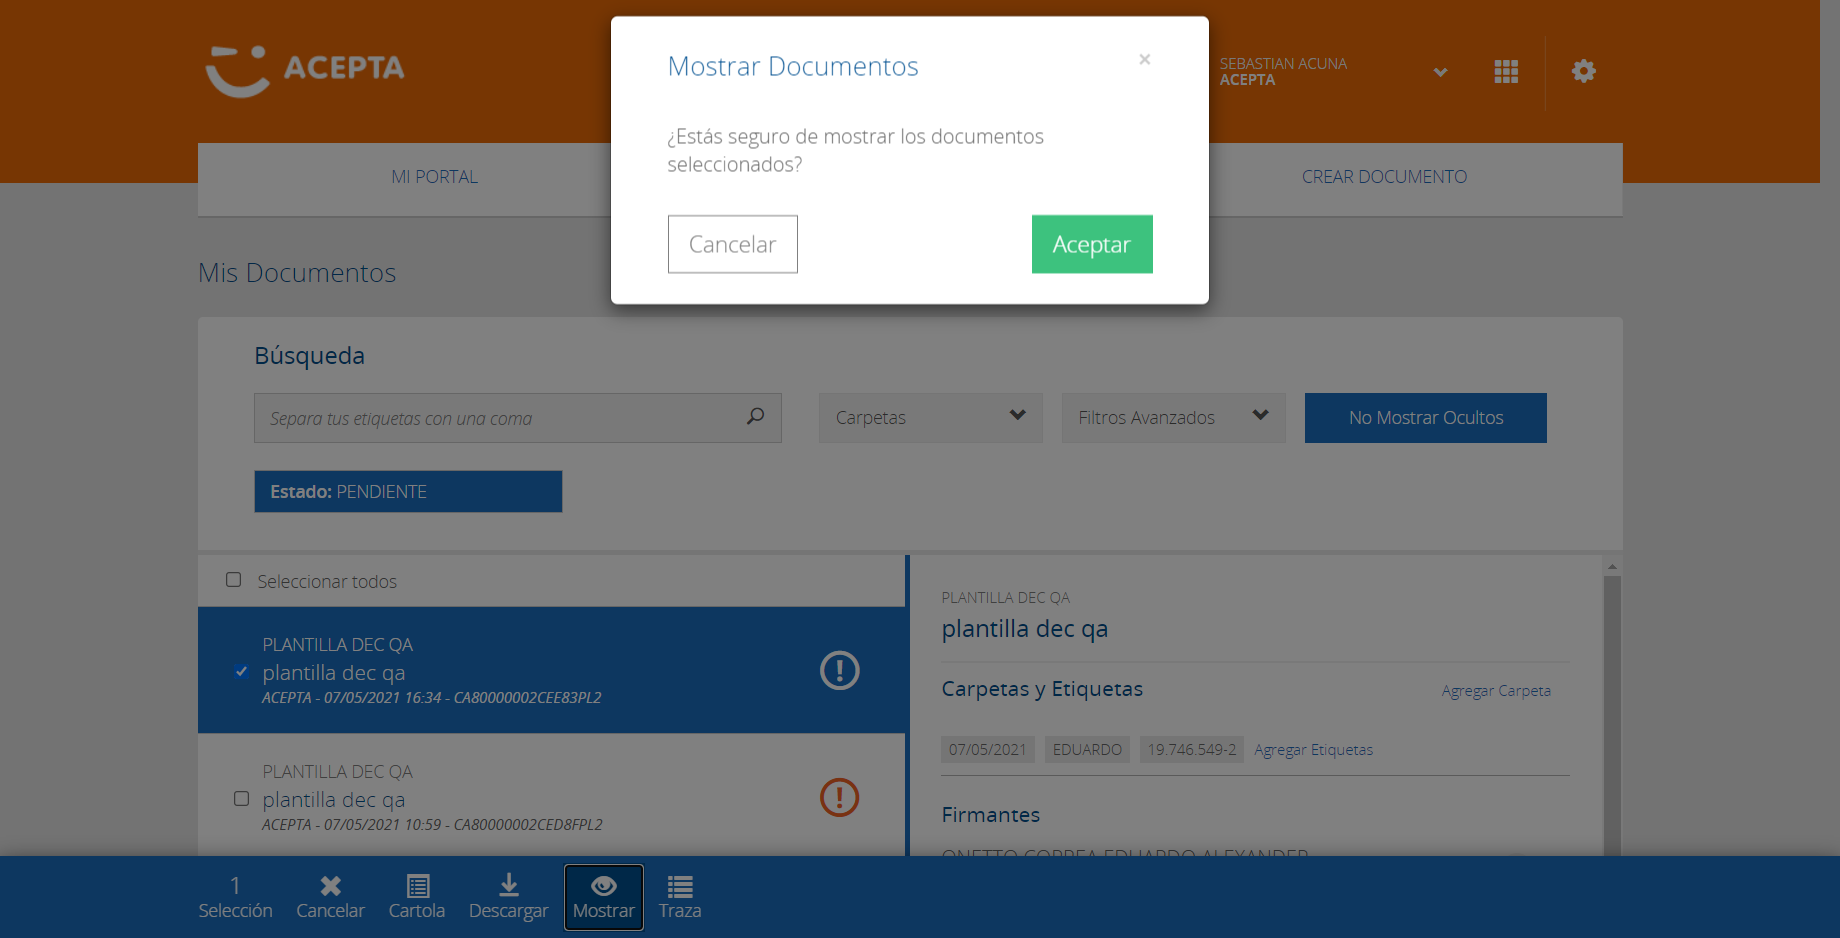 ACEPTA
SEBASTIAN ACUNA
ACEPTA
Mostrar Documentos
×
¿Estás seguro de mostrar los documentos
seleccionados?
Cancelar
Aceptar
MI PORTAL
CREAR DOCUMENTO
Mis Documentos
Búsqueda
Separa tus etiquetas con una coma
Carpetas
Filtros Avanzados
No Mostrar Ocultos
Estado: PENDIENTE
Seleccionar todos
PLANTILLA DEC QA
plantilla dec qa
ACEPTA - 07/05/2021 16:34 - CA80000002CEE83PL2
PLANTILLA DEC QA
plantilla dec qa
ACEPTA - 07/05/2021 10:59 - CA80000002CED8FPL2
PLANTILLA DEC QA
plantilla dec qa
Carpetas y Etiquetas
Agregar Carpeta
07/05/2021
EDUARDO
19.746.549-2
Agregar Etiquetas
Firmantes
ONETTO CORREA EDUARDO ALEXANDER
1
Selección
Cancelar
Cartola
Descargar
Mostrar
Traza